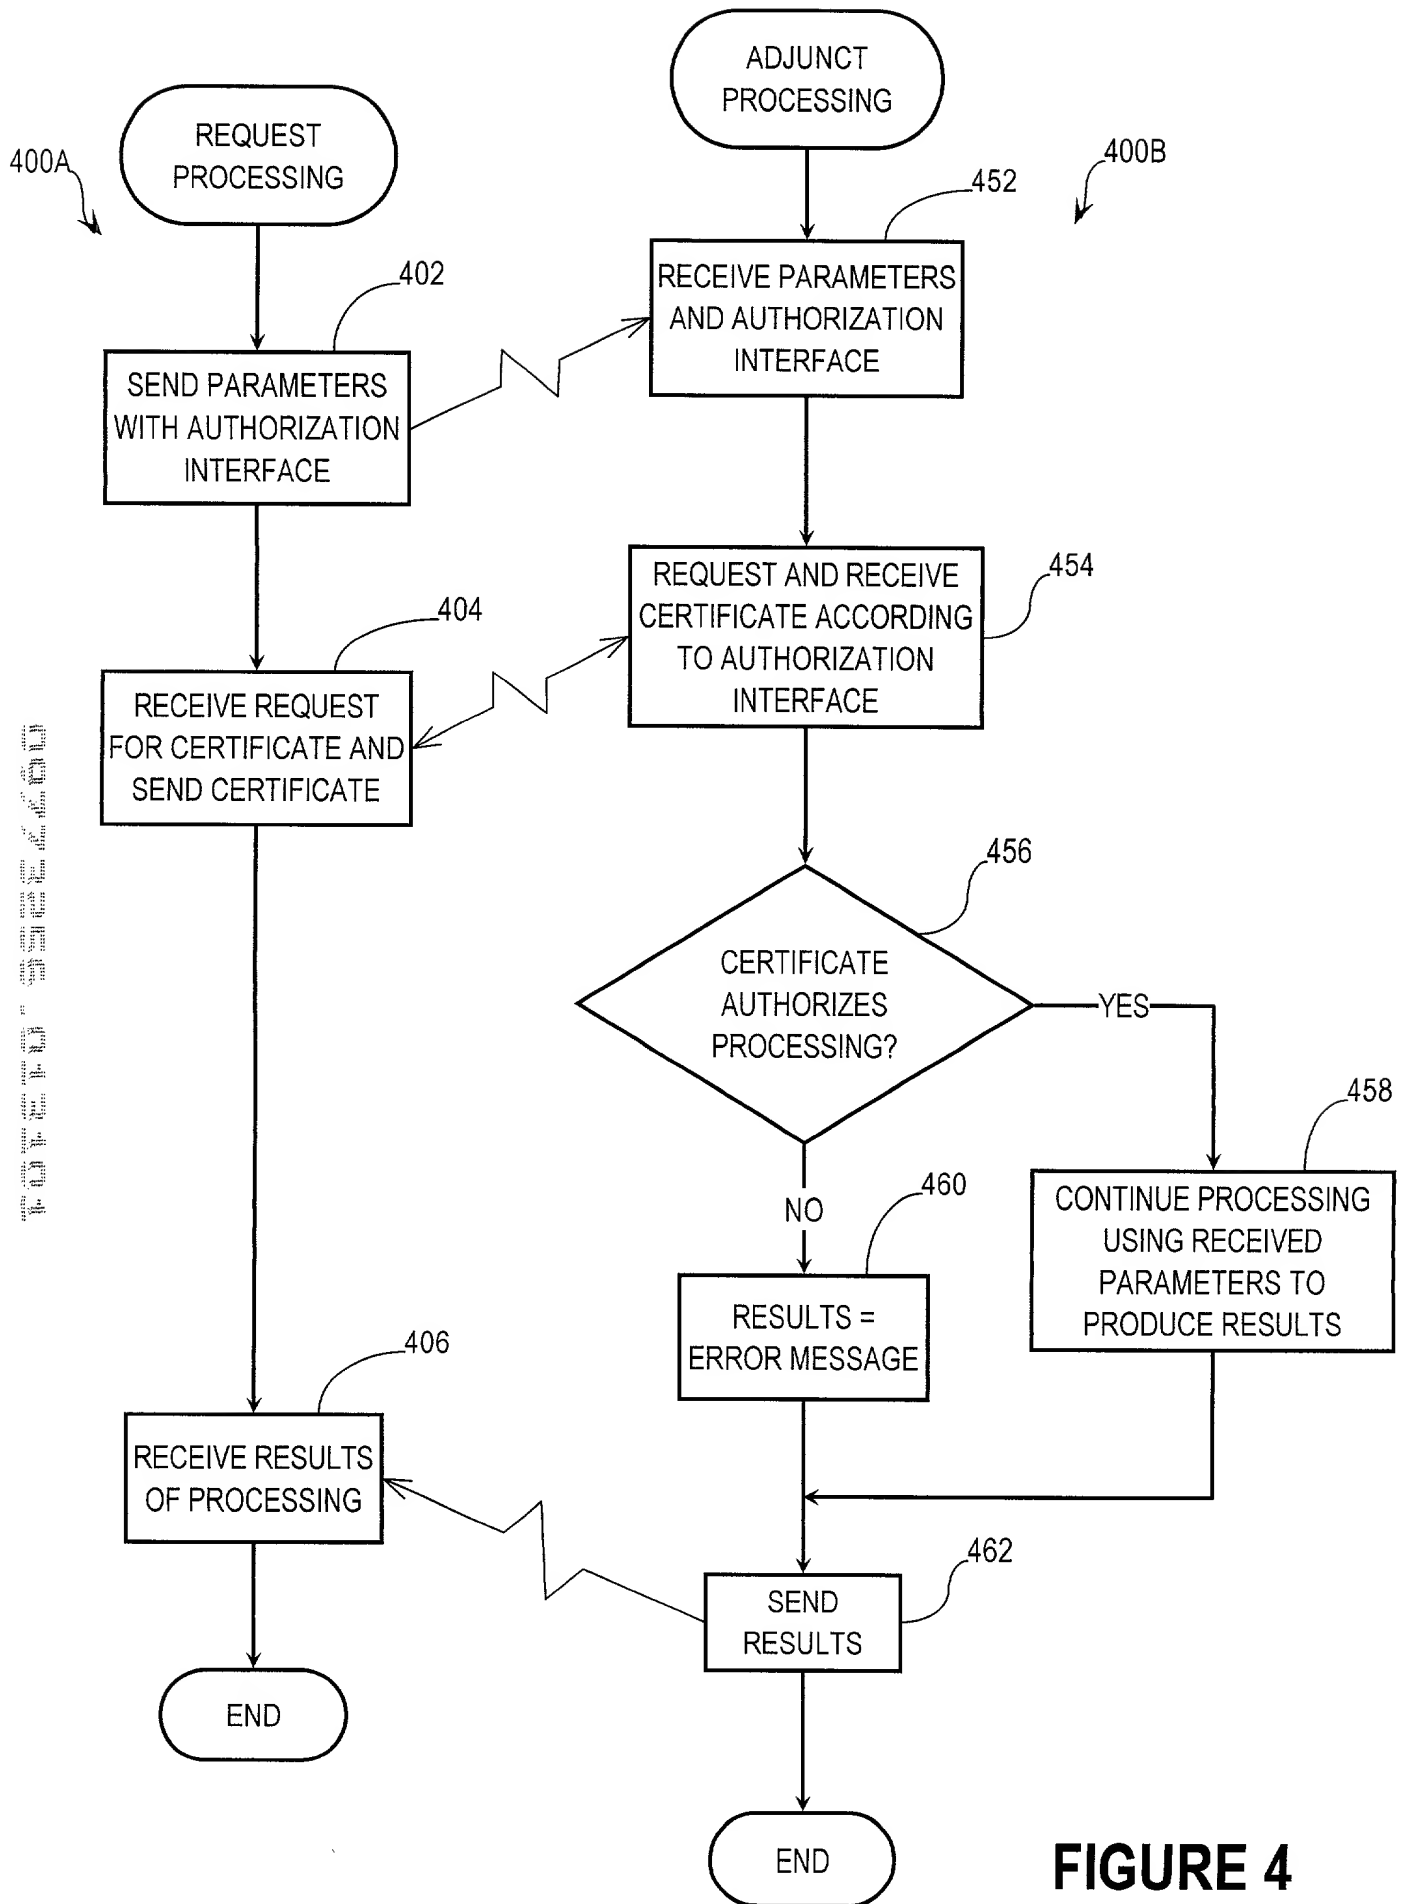 ADJUNCT
PROCESSING
REQUEST
PROCESSING
400A
400B
452
RECEIVE PARAMETERS
AND AUTHORIZATION
INTERFACE
402
SEND PARAMETERS
WITH AUTHORIZATION
INTERFACE
454
REQUEST AND RECEIVE
CERTIFICATE ACCORDING
TO AUTHORIZATION
INTERFACE
404
RECEIVE REQUEST
FOR CERTIFICATE AND
SEND CERTIFICATE
456
CERTIFICATE
AUTHORIZES
PROCESSING?
YES
NO
458
CONTINUE PROCESSING
USING RECEIVED
PARAMETERS TO
PRODUCE RESULTS
460
RESULTS =
ERROR MESSAGE
406
RECEIVE RESULTS
OF PROCESSING
462
SEND
RESULTS
END
END
FIGURE 4